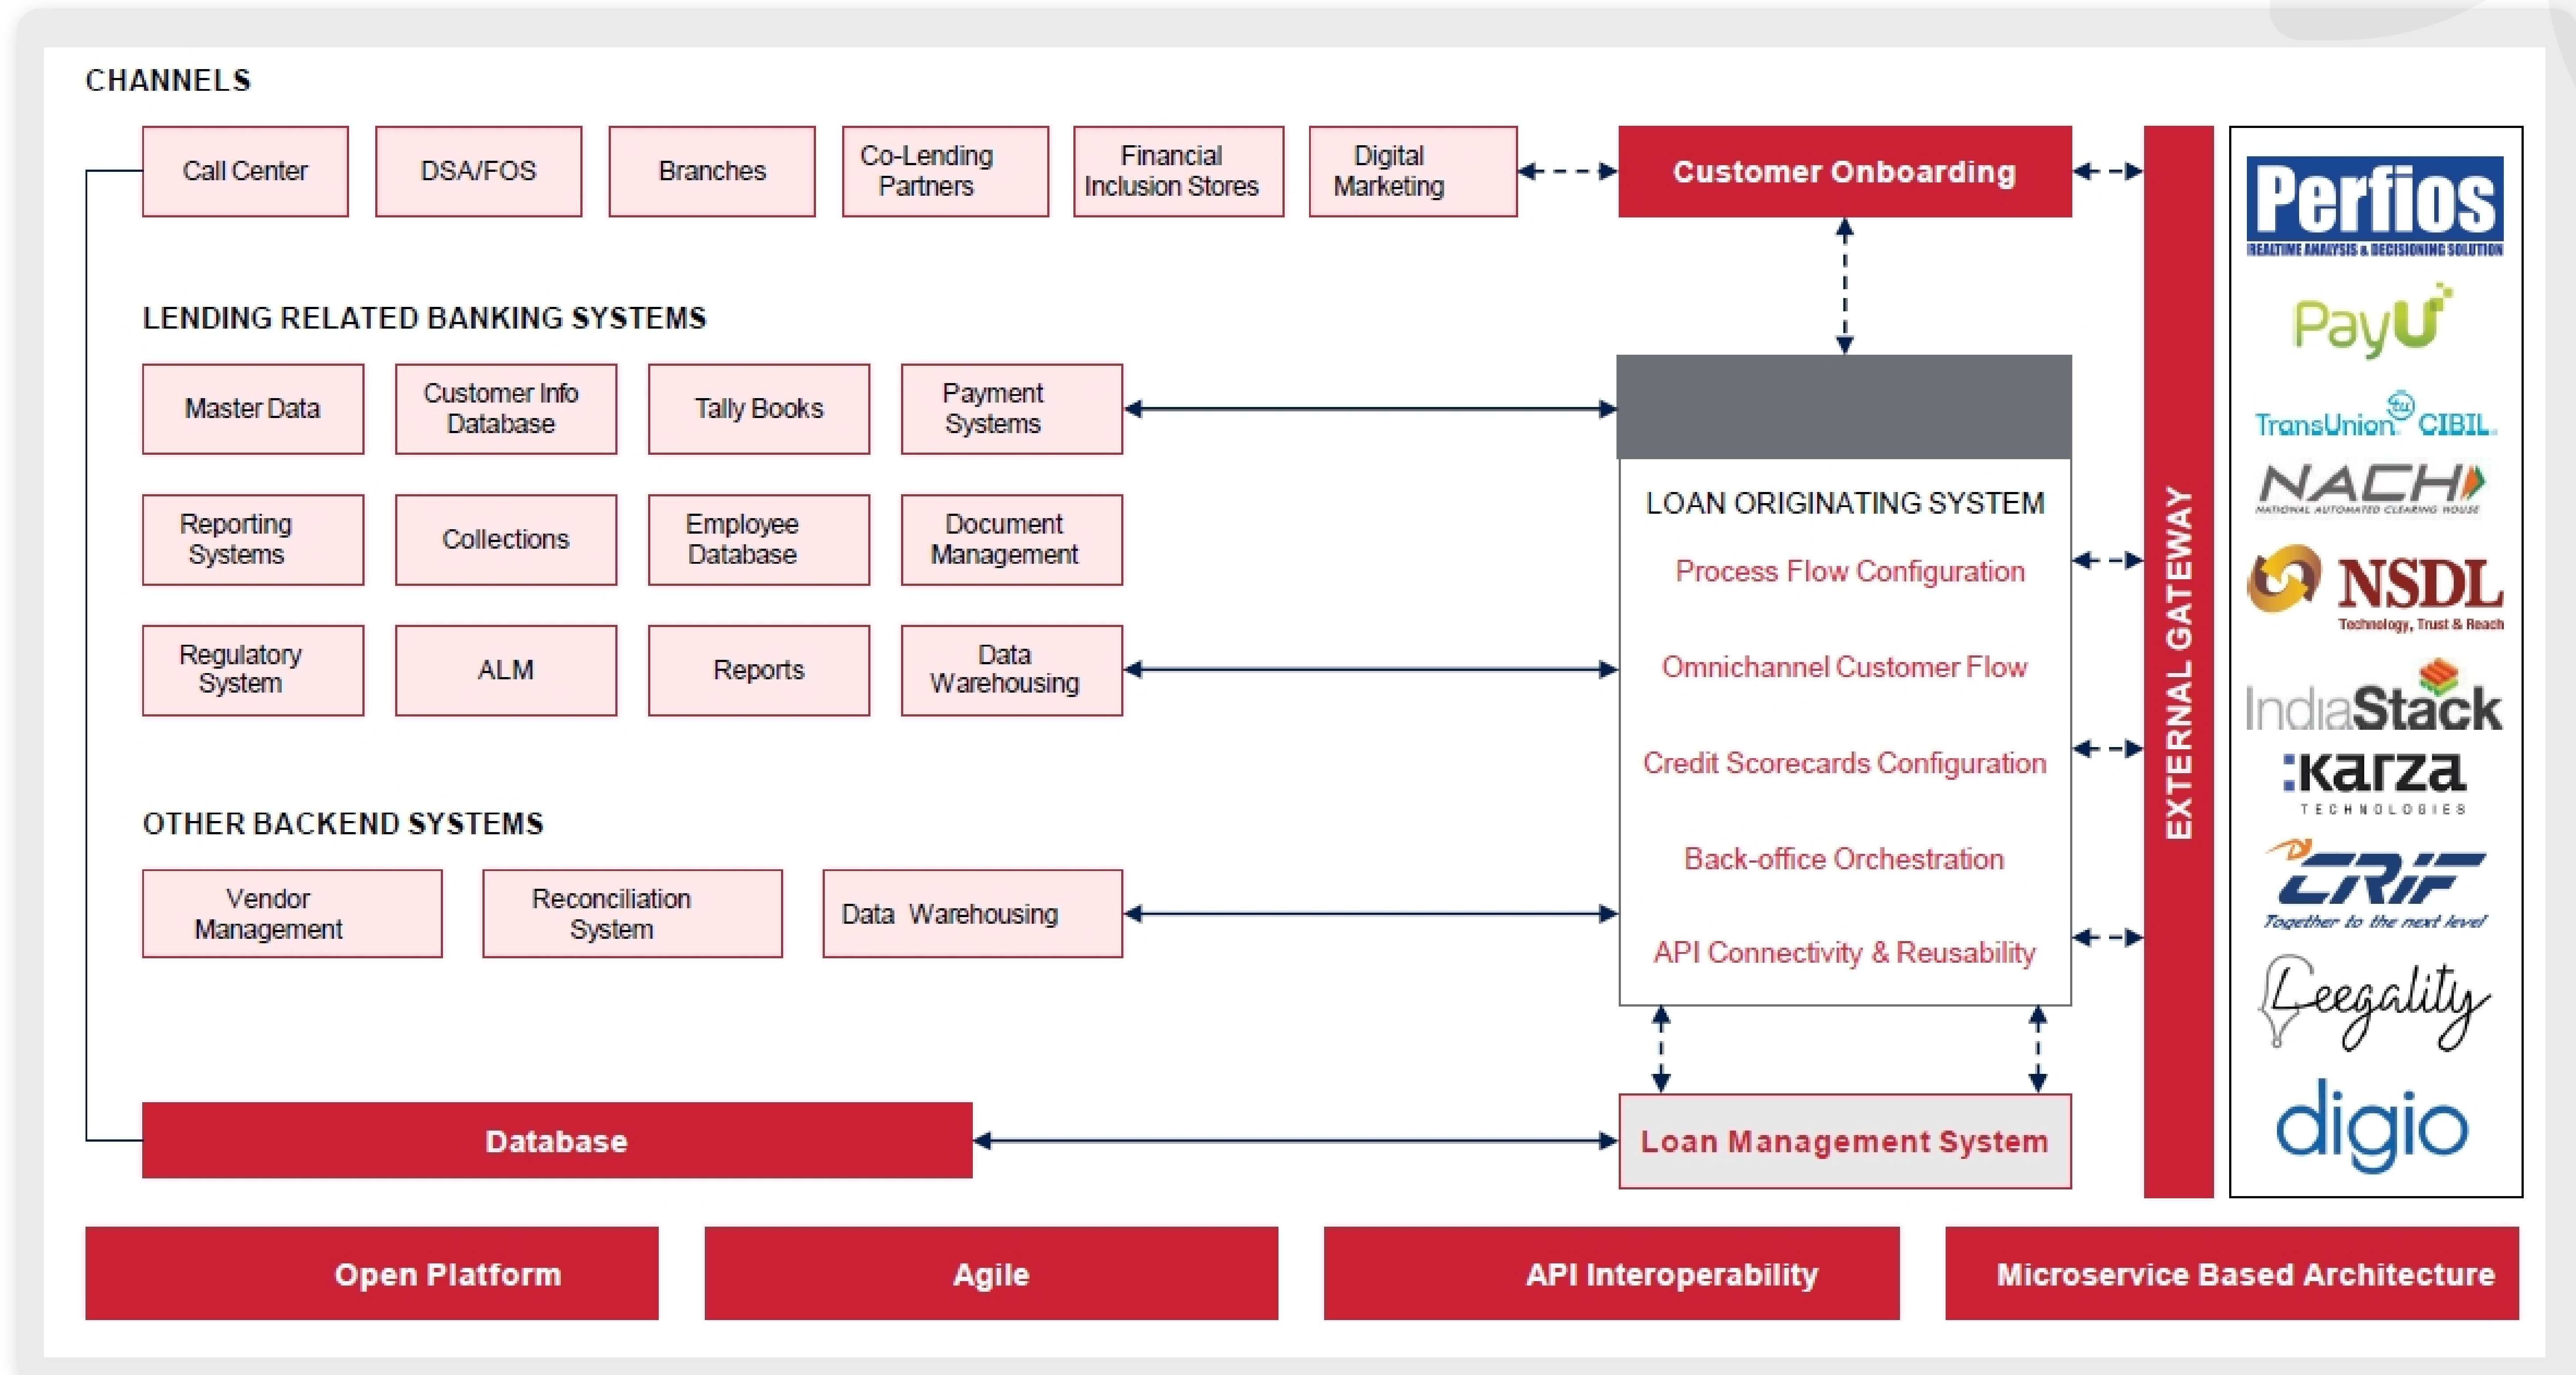 CHANNELS
Call Center
DSA/FOS
Branches
Co-Lending
Partners
Financial
Inclusion Stores
Digital
Marketing
Customer Onboarding
LENDING RELATED BANKING SYSTEMS
Master Data
Customer Info
Database
Tally Books
Payment
Systems
Reporting
Systems
Collections
Employee
Database
Document
Management
Regulatory
System
ALM
Reports
Data
Warehousing
OTHER BACKEND SYSTEMS
Vendor
Management
Reconciliation
System
Data Warehousing
Database
LOAN ORIGINATING SYSTEM
Process Flow Configuration
Omnichannel Customer Flow
Credit Scorecards Configuration
Back-office Orchestration
API Connectivity & Reusability
Loan Management System
EXTERNAL GATEWAY
Perfios
REALTIME ANALYSIS & DECISIONING SOLUTION
PayU
TransUnion tu CIBIL
NACH
NATIONAL AUTOMATED CLEARING HOUSE
NSDL
Technology, Trust & Reach
IndiaStack
:Karza
TECHNOLOGIES
CRIF
Together to the next level
Leegality
digio
Open Platform
Agile
API Interoperability
Microservice Based Architecture